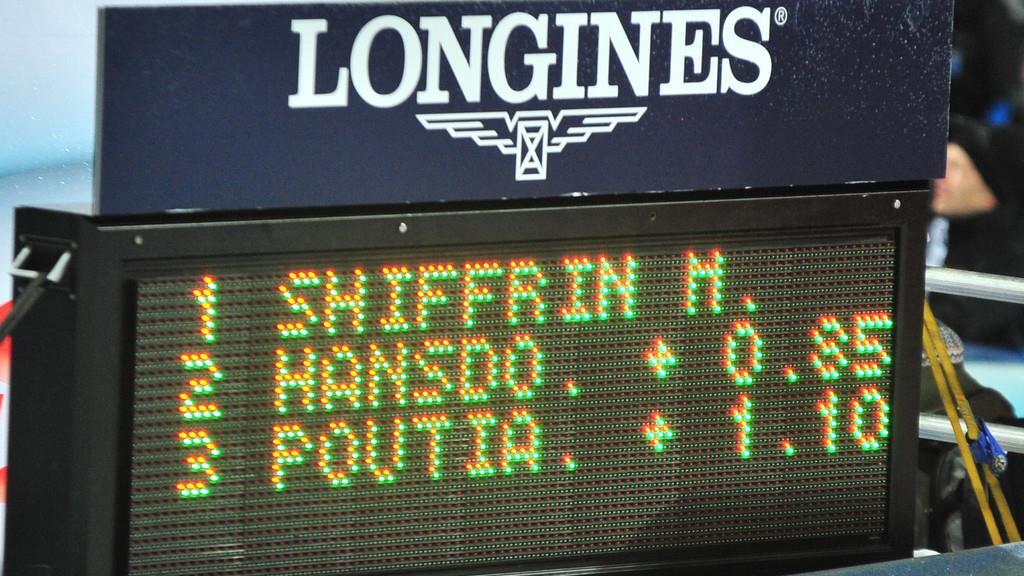 LONGINES®
1 SHIFFRIN M.
2 HANSDO. + 0.85
3 POUTIA. + 1.10